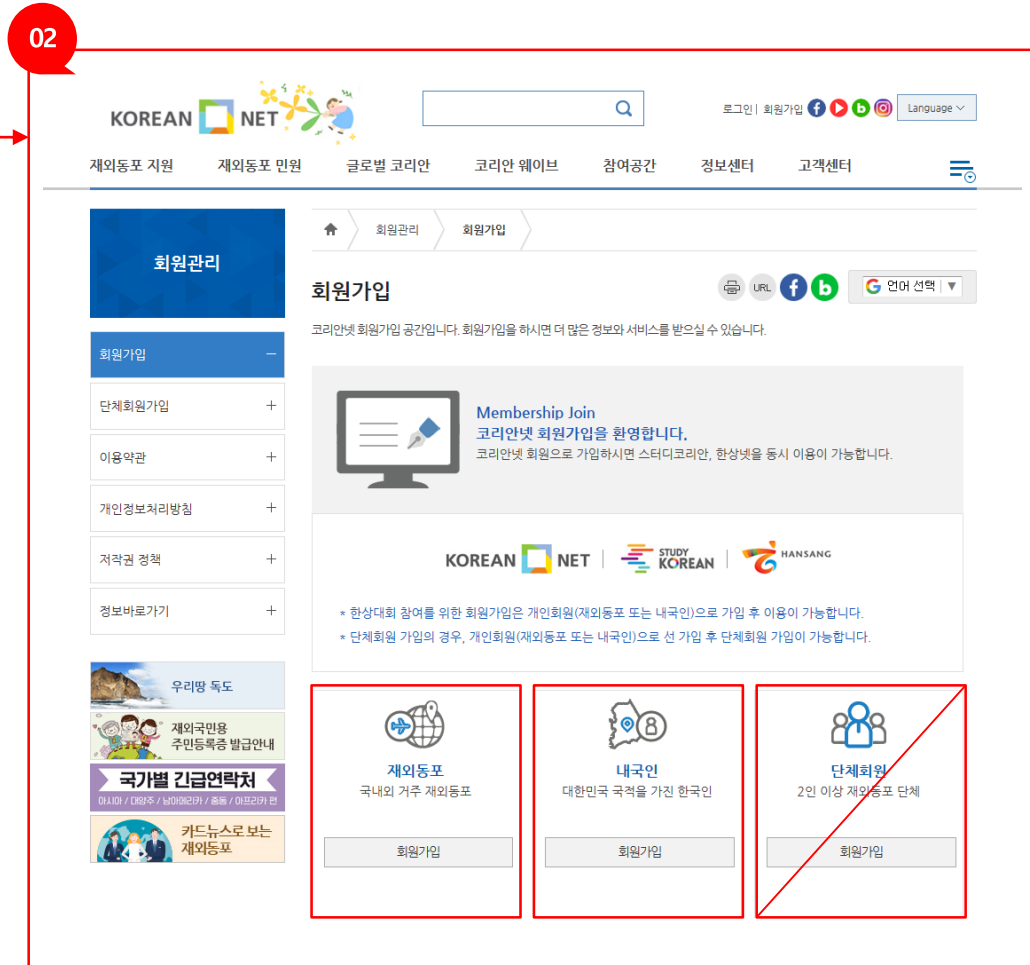 02
KOREAN NET
로그인 | 회원가입
Language
재외동포 지원 재외동포 민원 글로벌 코리안 코리안 웨이브 참여공간 정보센터 고객센터
회원관리
회원가입
단체회원가입
이용약관
개인정보처리방침
저작권 정책
정보바로가기
우리땅 독도
재외국민용
주민등록증 발급안내
국가별 긴급연락처
아시아 / 대양주 / 남아메리카 / 중동 / 아프리카 편
카드뉴스로 보는
재외동포
회원관리 회원가입
회원가입
URL
G 언어 선택 | ▼
코리안넷 회원가입 공간입니다. 회원가입을 하시면 더 많은 정보와 서비스를 받으실 수 있습니다.
Membership Join
코리안넷 회원가입을 환영합니다.
코리안넷 회원으로 가입하시면 스터디코리안, 한상넷을 동시 이용이 가능합니다.
KOREAN NET | STUDY KOREAN | HANSANG
* 한상대회 참여를 위한 회원가입은 개인회원(재외동포 또는 내국인)으로 가입 후 이용이 가능합니다.
* 단체회원 가입의 경우, 개인회원(재외동포 또는 내국인)으로 선 가입 후 단체회원 가입이 가능합니다.
재외동포
국내외 거주 재외동포
회원가입
내국인
대한민국 국적을 가진 한국인
회원가입
단체회원
2인 이상 재외동포 단체
회원가입